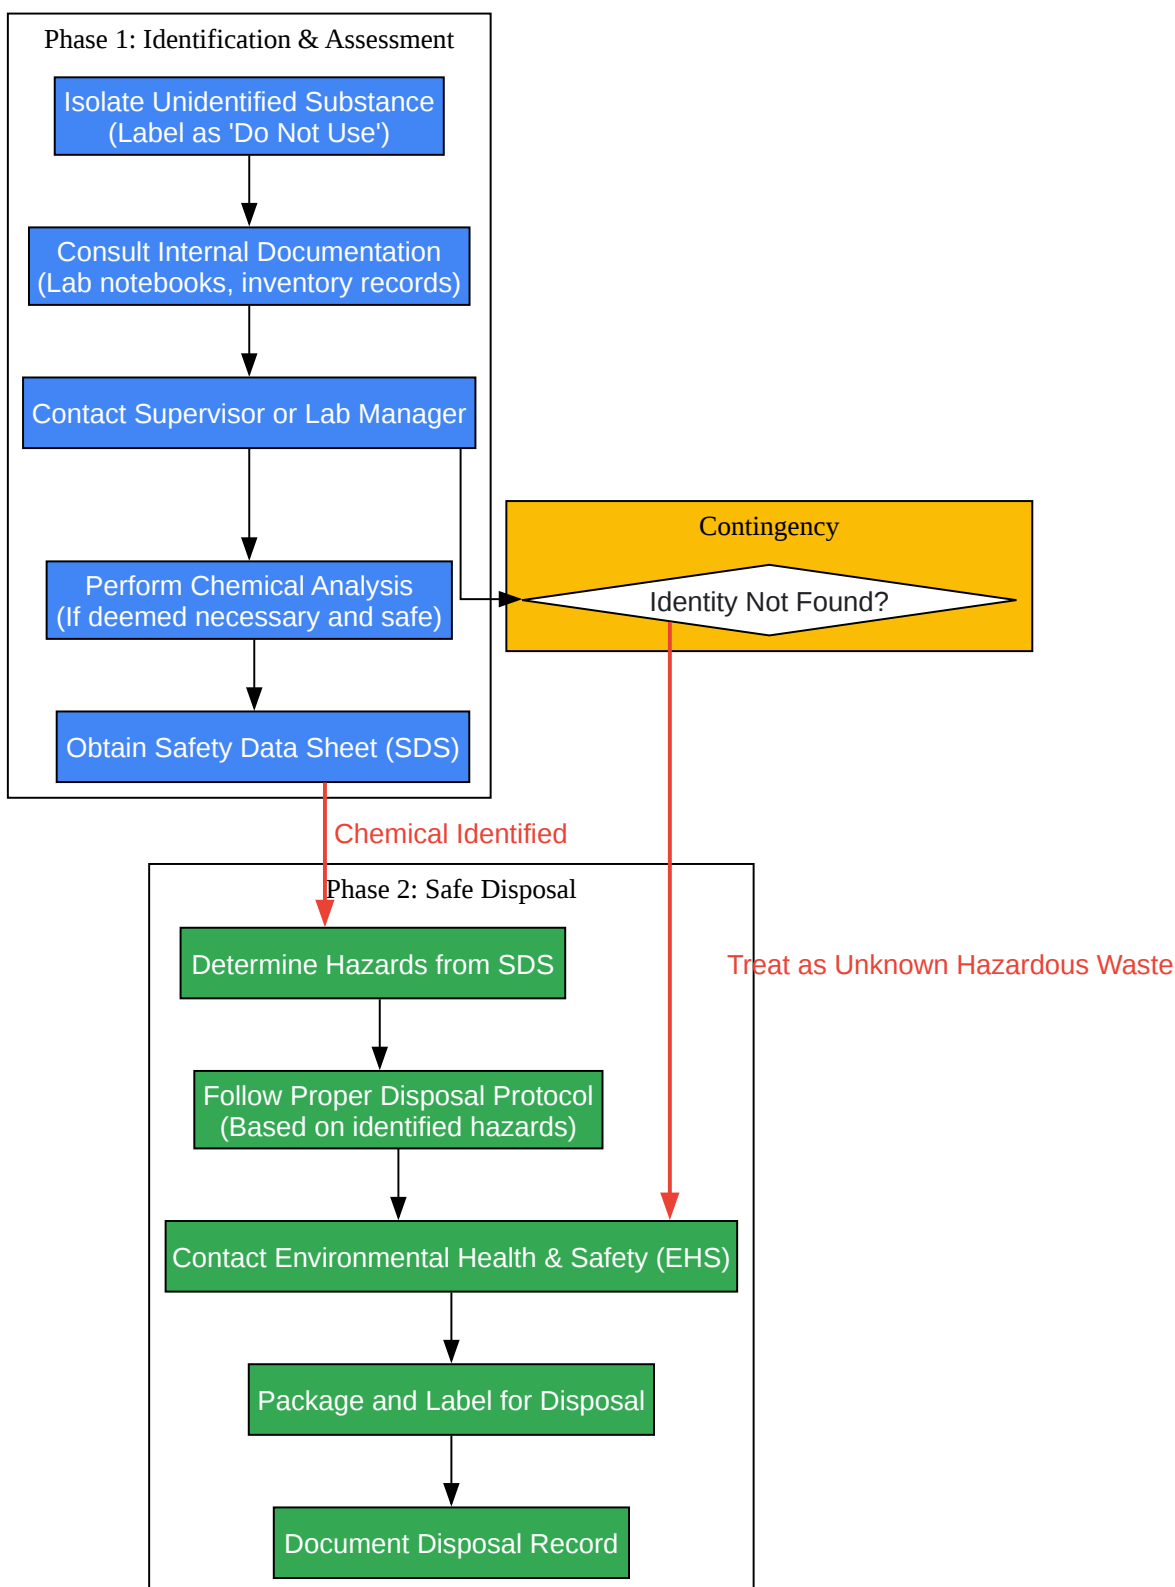 Phase 1: Identification & Assessment
Isolate Unidentified Substance
(Label as 'Do Not Use')
Consult Internal Documentation
(Lab notebooks, inventory records)
Contact Supervisor or Lab Manager
Contingency
Perform Chemical Analysis
(If deemed necessary and safe)
Identity Not Found?
Obtain Safety Data Sheet (SDS)
Chemical Identified
Phase 2: Safe Disposal
Determine Hazards from SDS
Treat as Unknown Hazardous Waste
Follow Proper Disposal Protocol
(Based on identified hazards)
Contact Environmental Health & Safety (EHS)
Package and Label for Disposal
Document Disposal Record